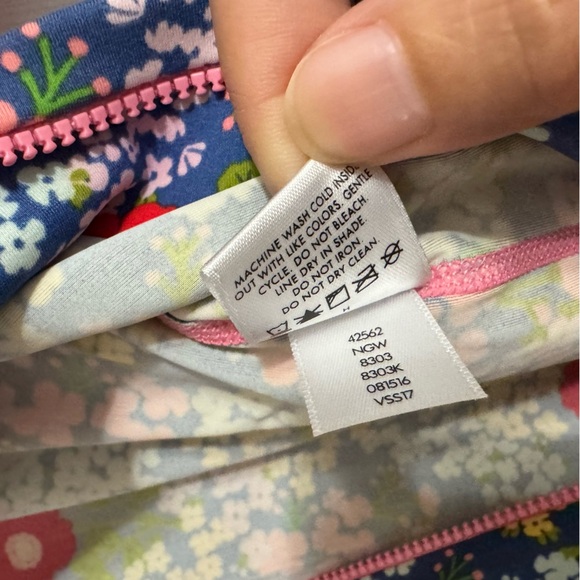 MACHINE WASH COLD INSIDE
OUT WITH LIKE COLORS. GENTLE
CYCLE. DO NOT BLEACH.
LINE DRY IN SHADE.
DO NOT IRON.
DO NOT DRY CLEAN
42562
NGW
8303
8303K
081516
VSS17